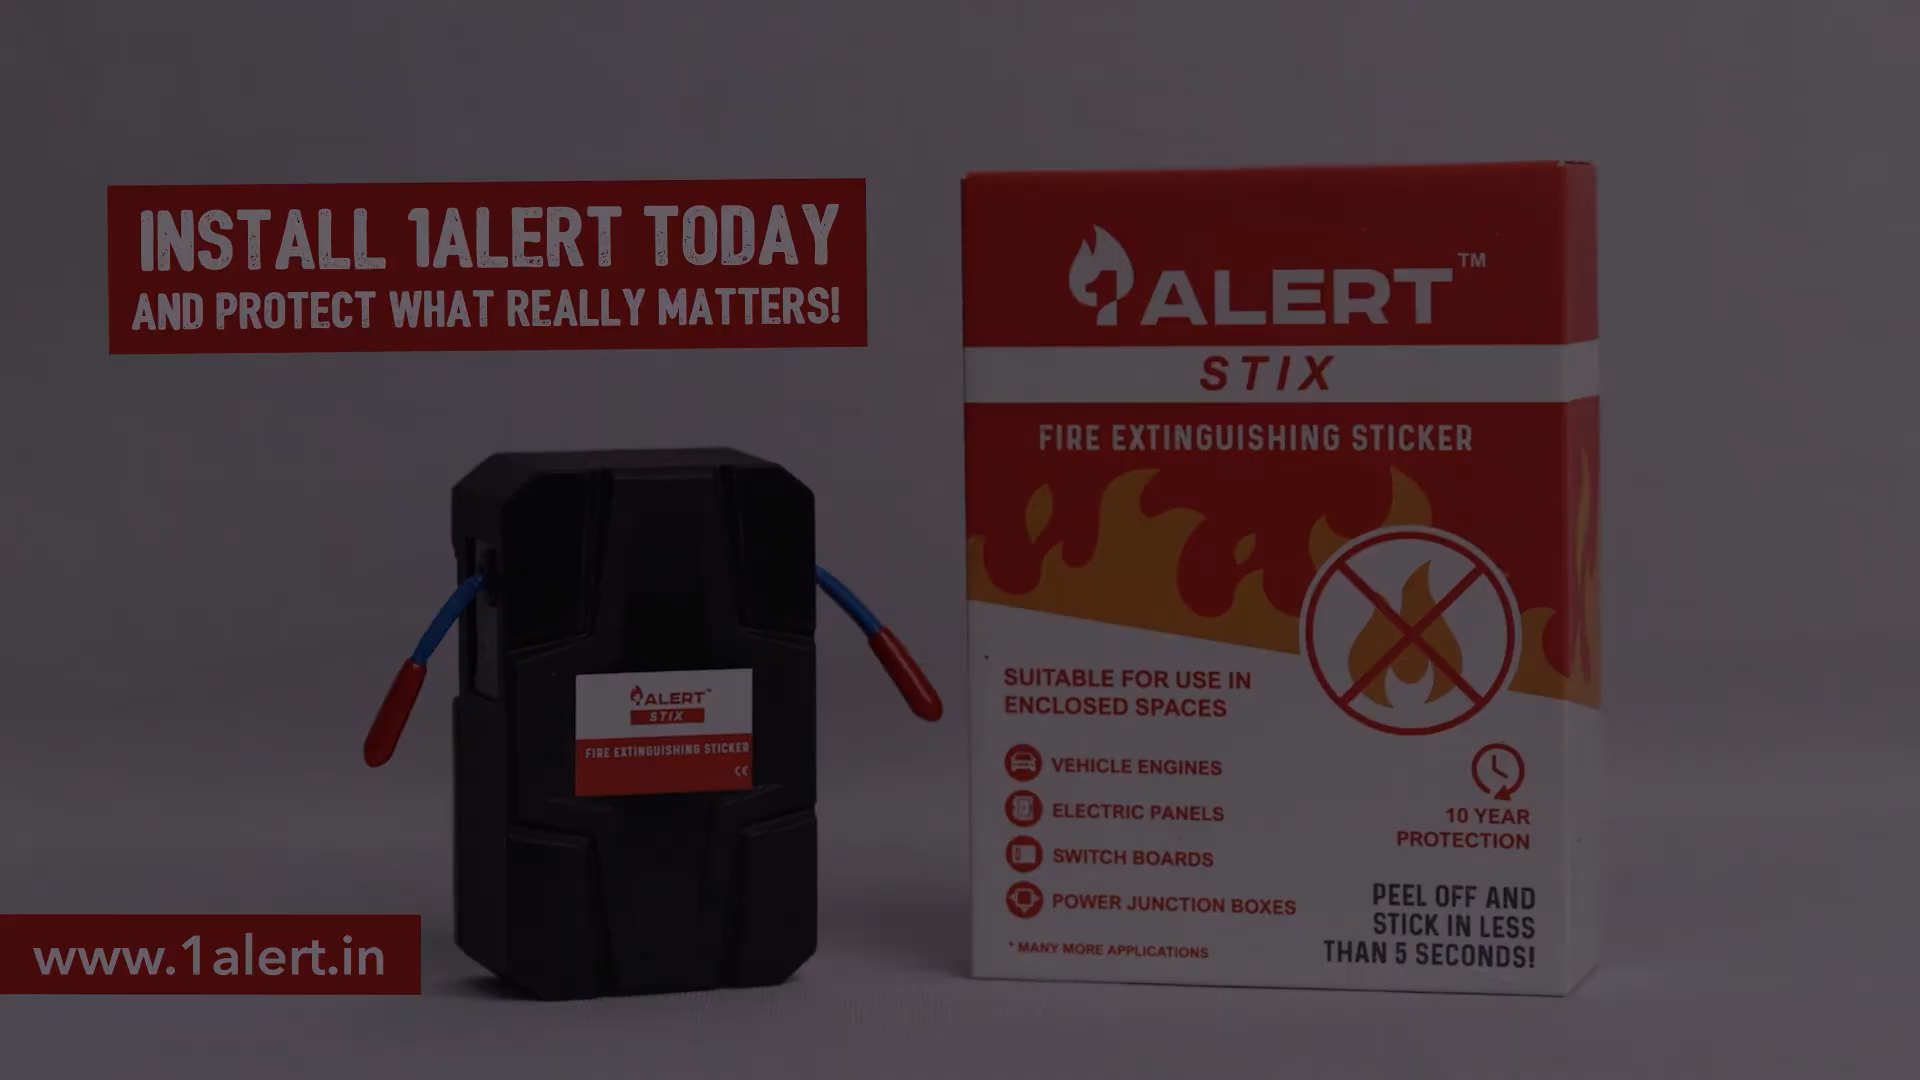 INSTALL 1ALERT TODAY
AND PROTECT WHAT REALLY MATTERS!
1ALERT™
STIX
FIRE EXTINGUISHING STICKER
SUITABLE FOR USE IN
ENCLOSED SPACES
VEHICLE ENGINES
ELECTRIC PANELS
SWITCH BOARDS
POWER JUNCTION BOXES
* MANY MORE APPLICATIONS
10 YEAR
PROTECTION
PEEL OFF AND
STICK IN LESS
THAN 5 SECONDS!
1ALERT™
STIX
FIRE EXTINGUISHING STICKER
CE
www.1alert.in